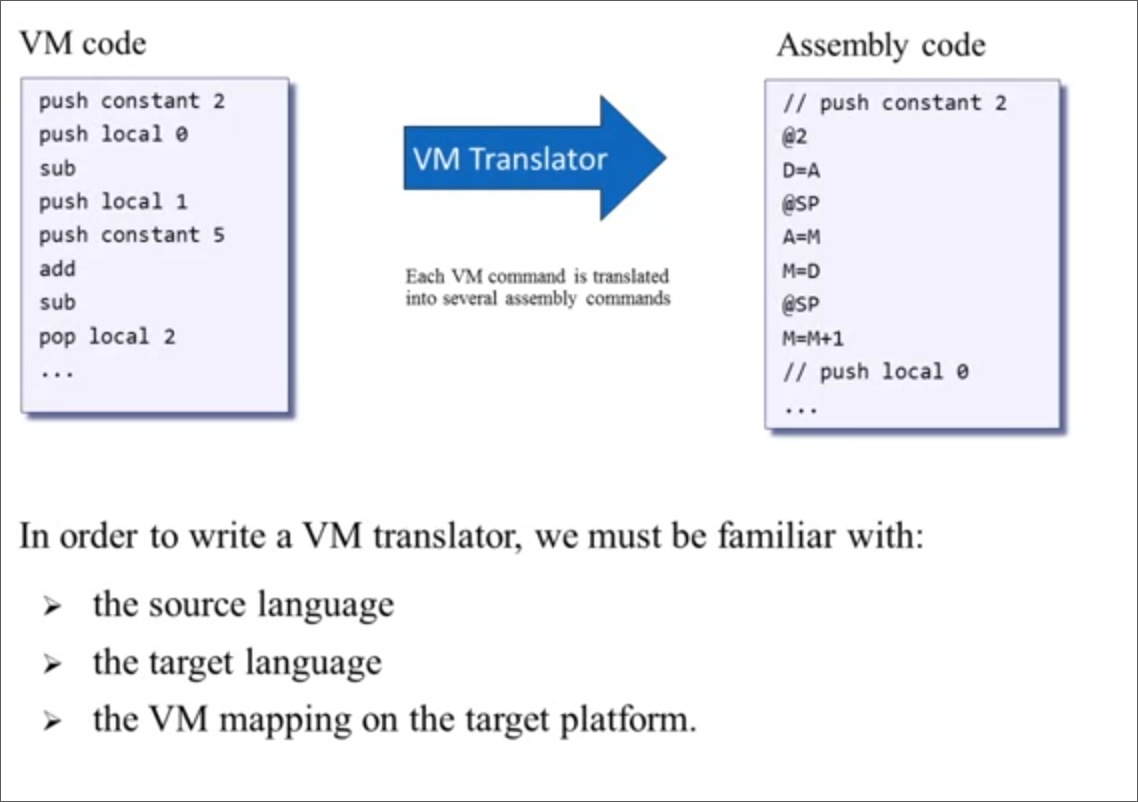 VM code
push constant 2
push local 0
sub
push local 1
push constant 5
add
sub
pop local 2
...
VM Translator
Each VM command is translated
into several assembly commands
Assembly code
// push constant 2
@2
D=A
@SP
A=M
M=D
@SP
M=M+1
// push local 0
...
In order to write a VM translator, we must be familiar with:
➢ the source language
➢ the target language
➢ the VM mapping on the target platform.